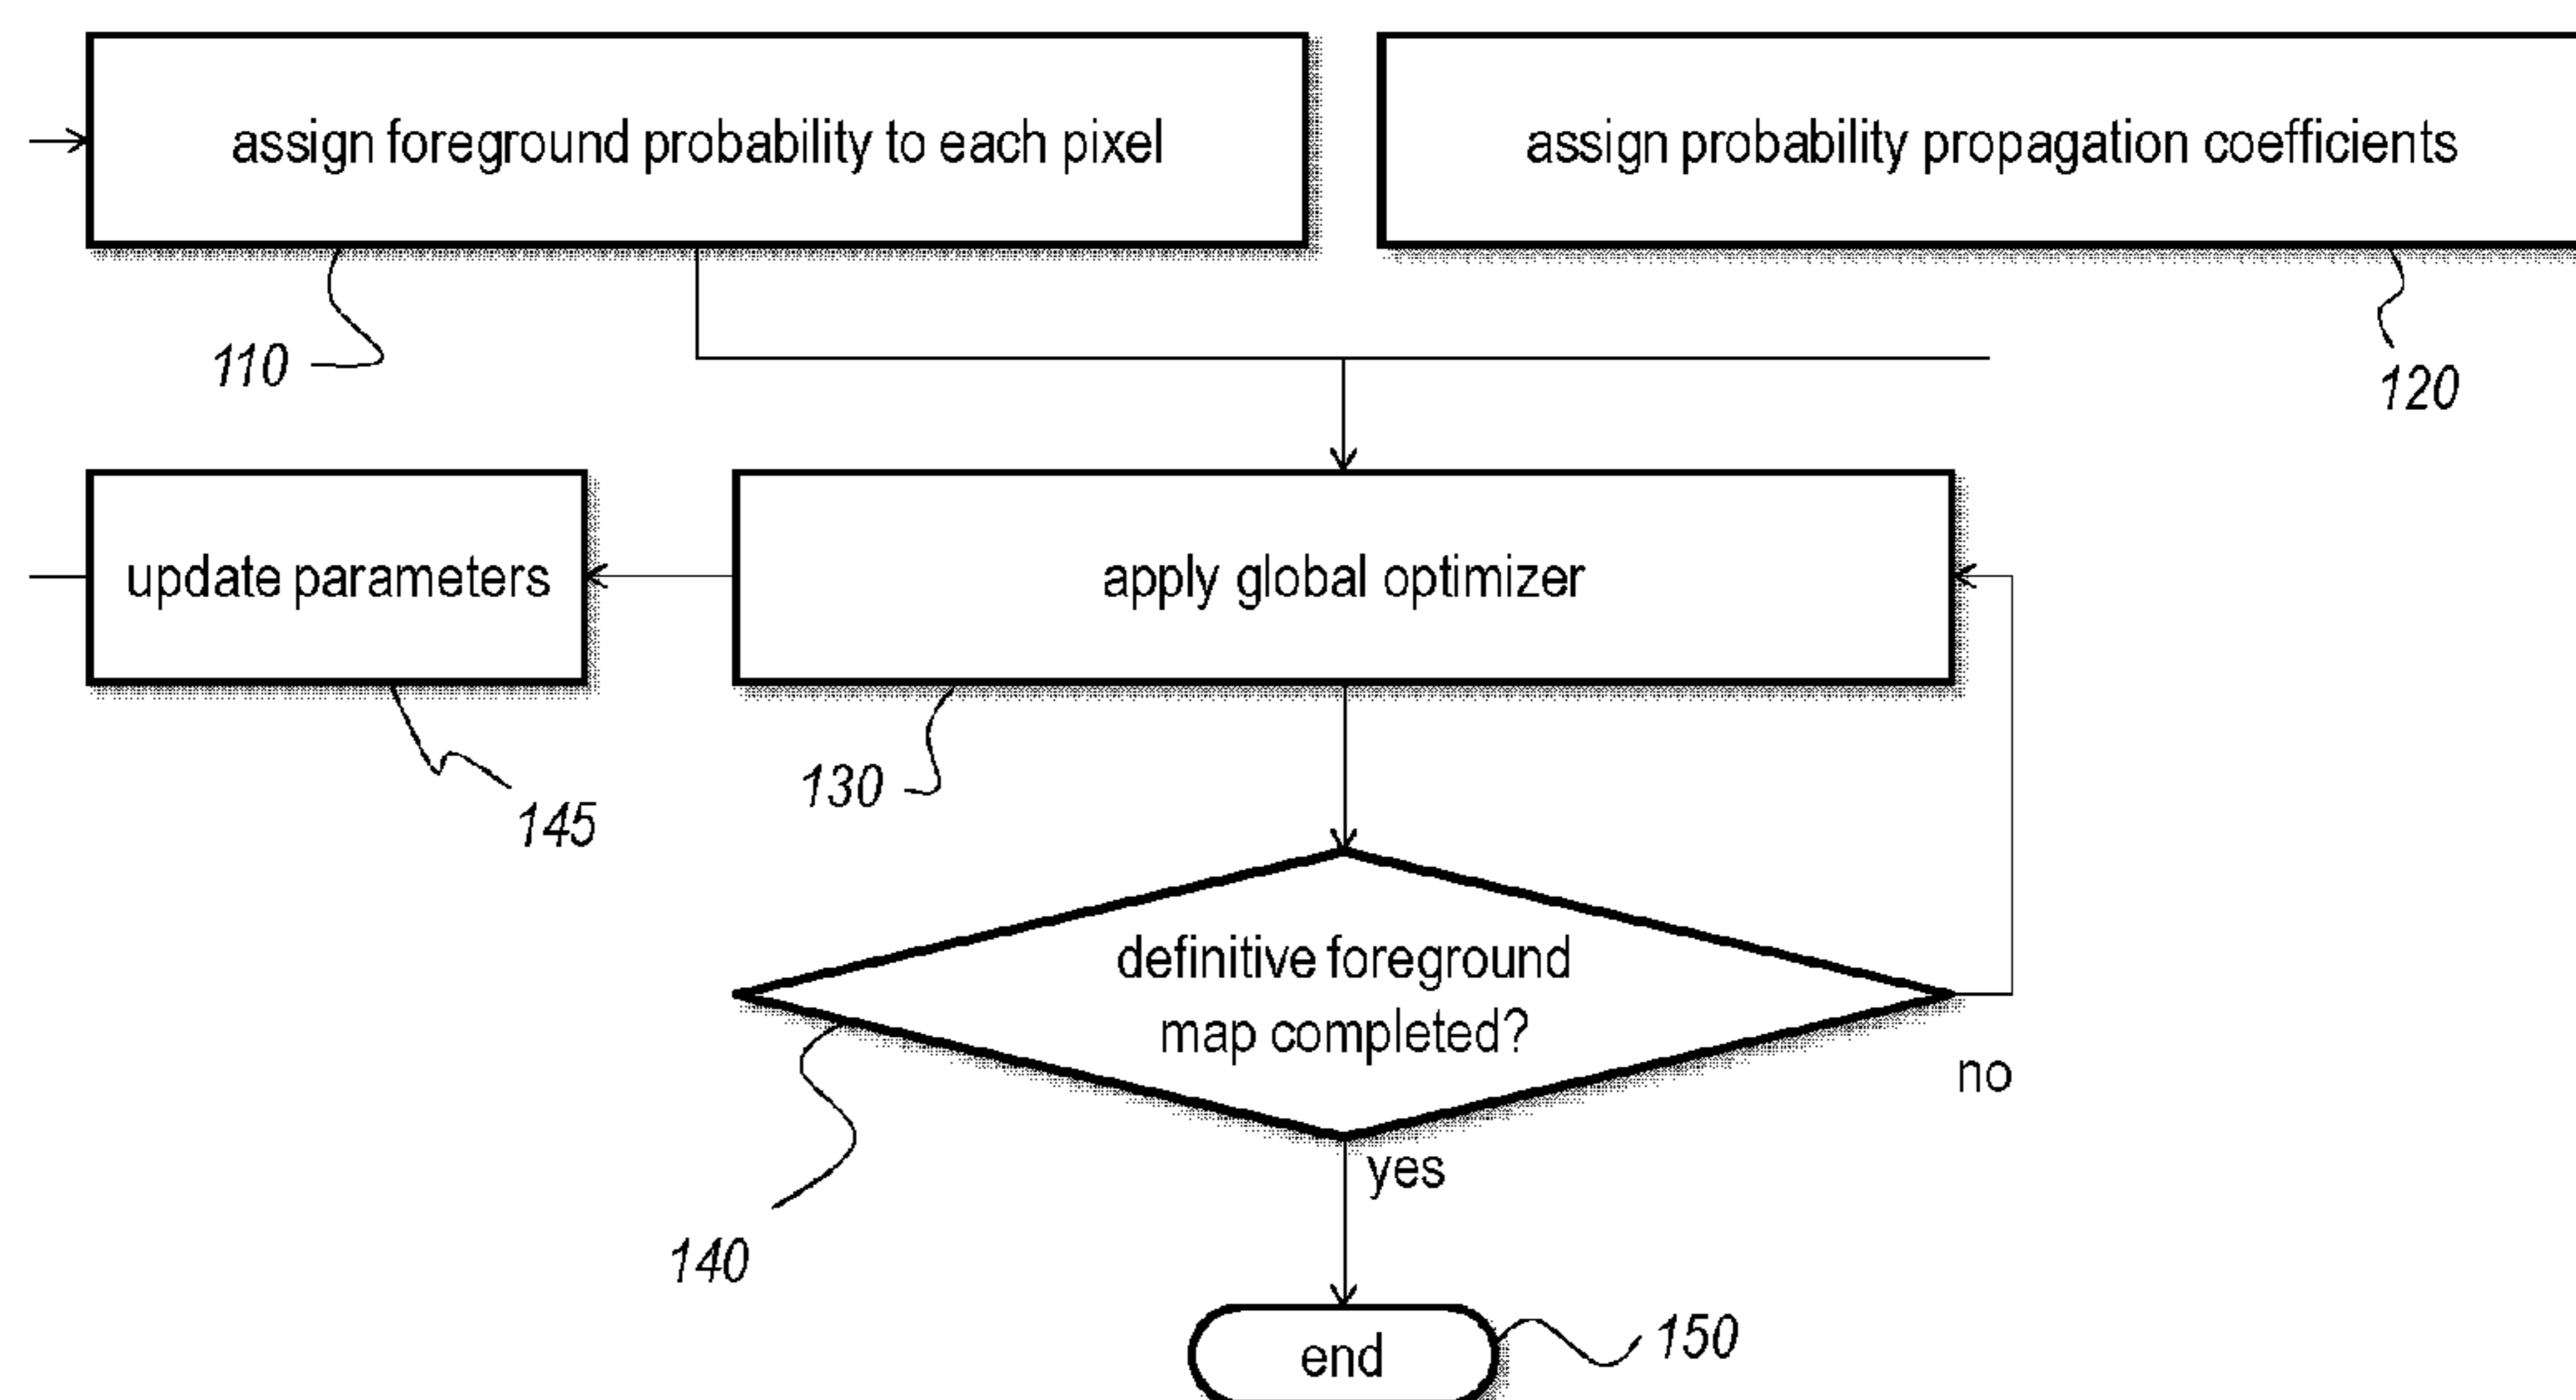 assign foreground probability to each pixel
assign probability propagation coefficients
110
120
update parameters
apply global optimizer
130
145
definitive foreground
map completed?
no
yes
140
end
150